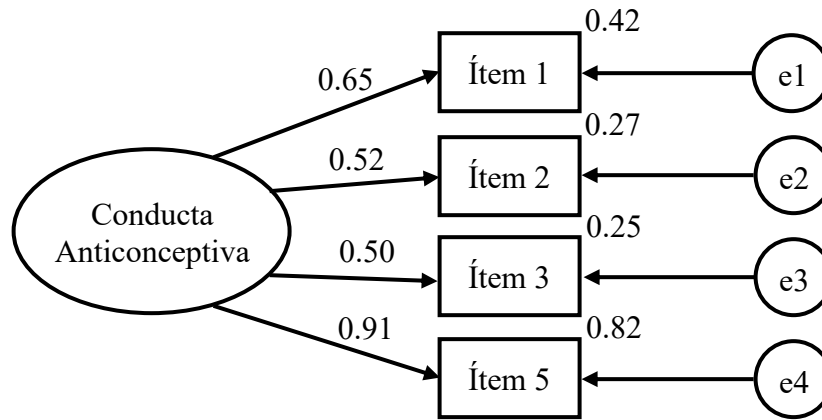 0.42
0.65
Ítem 1
e1
0.27
0.52
Ítem 2
e2
Conducta
Anticonceptiva
0.25
0.50
Ítem 3
e3
0.82
0.91
Ítem 5
e4